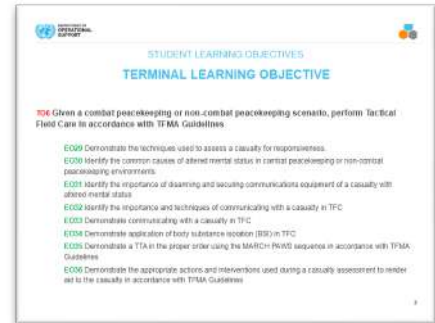 DEPARTMENT OF
OPERATIONAL
SUPPORT
STUDENT LEARNING OBJECTIVES
TERMINAL LEARNING OBJECTIVE
TO6 Given a combat peacekeeping or non-combat peacekeeping scenario, perform Tactical
Field Care in accordance with TFMA Guidelines
EO29 Demonstrate the techniques used to assess a casualty for responsiveness.
EO30 Identify the common causes of altered mental status in combat peacekeeping or non-combat
peacekeeping environments
EO31 Identify the importance of disarming and securing communications equipment of a casualty with
altered mental status
EO32 Identify the importance and techniques of communicating with a casualty in TFC
EO33 Demonstrate communicating with a casualty in TFC
EO34 Demonstrate application of body substance isolation (BSI) in TFC
EO35 Demonstrate a TTA in the proper order using the MARCH PAWS sequence in accordance with TFMA
Guidelines
EO36 Demonstrate the appropriate actions and interventions used during a casualty assessment to render
aid to the casualty in accordance with TFMA Guidelines